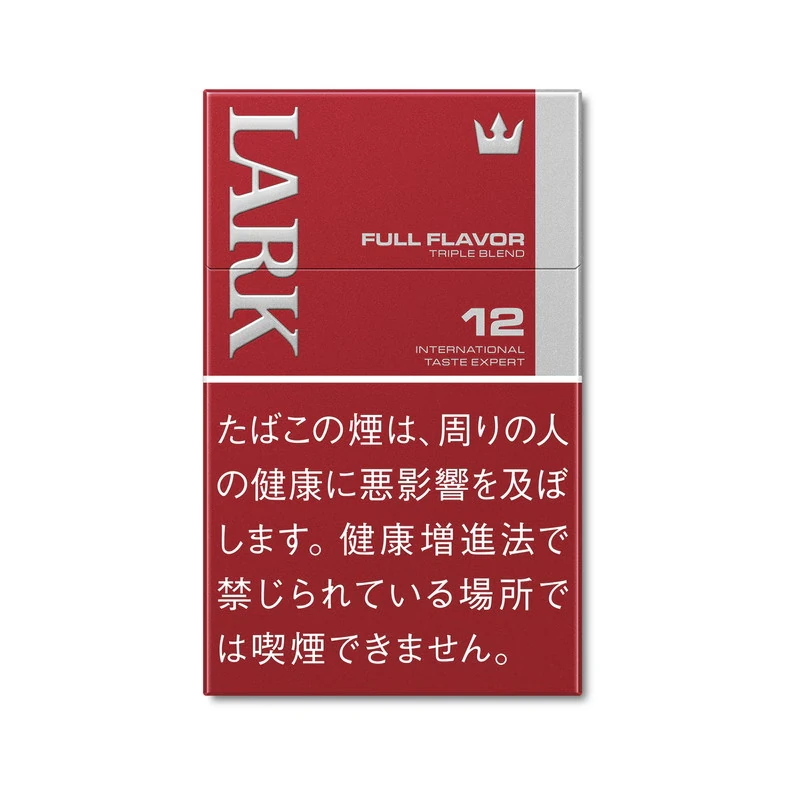 LARK
FULL FLAVOR
TRIPLE BLEND
12
INTERNATIONAL
TASTE EXPERT
たばこの煙は、周りの人
の健康に悪影響を及ぼ
します。健康増進法で
禁じられている場所で
は喫煙できません。